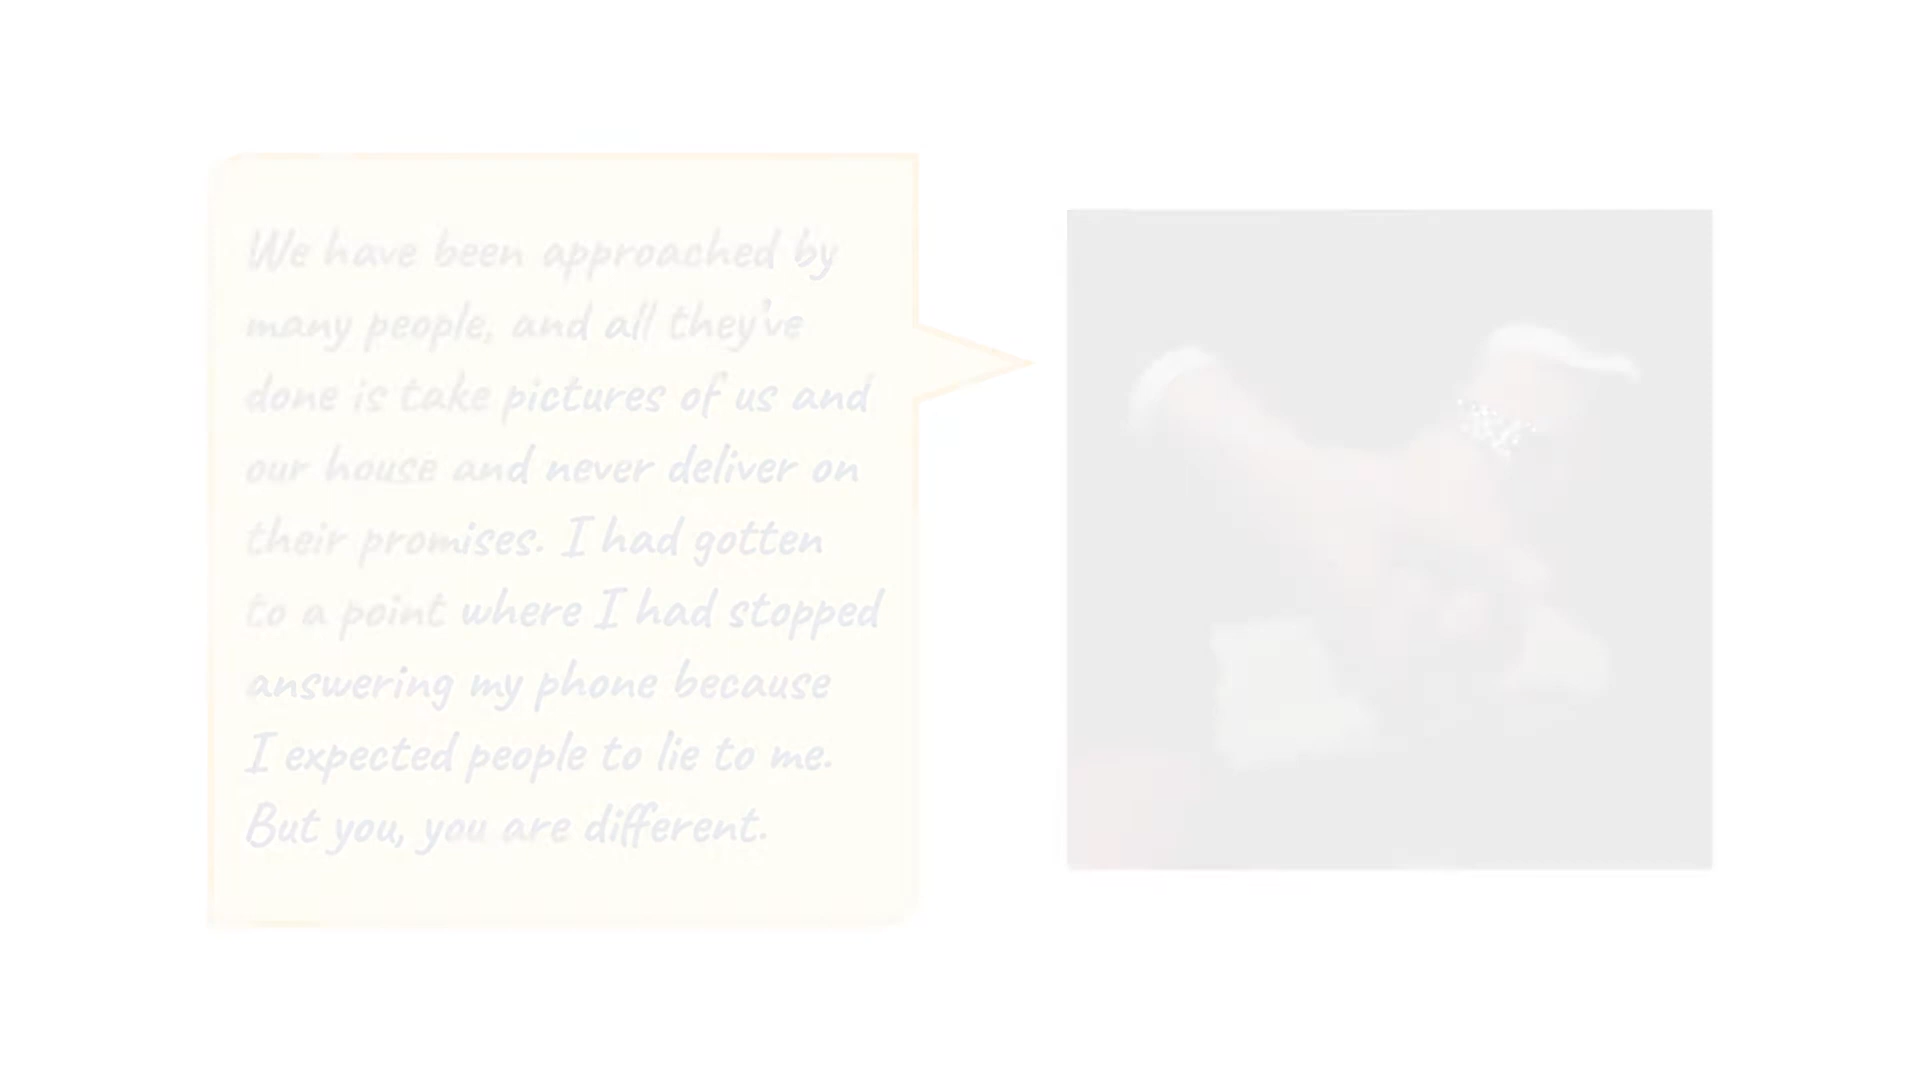 We have been approached by
many people, and all they've
done is take pictures of us and
our house and never deliver on
their promises. I had gotten
to a point where I had stopped
answering my phone because
I expected people to lie to me.
But you, you are different.